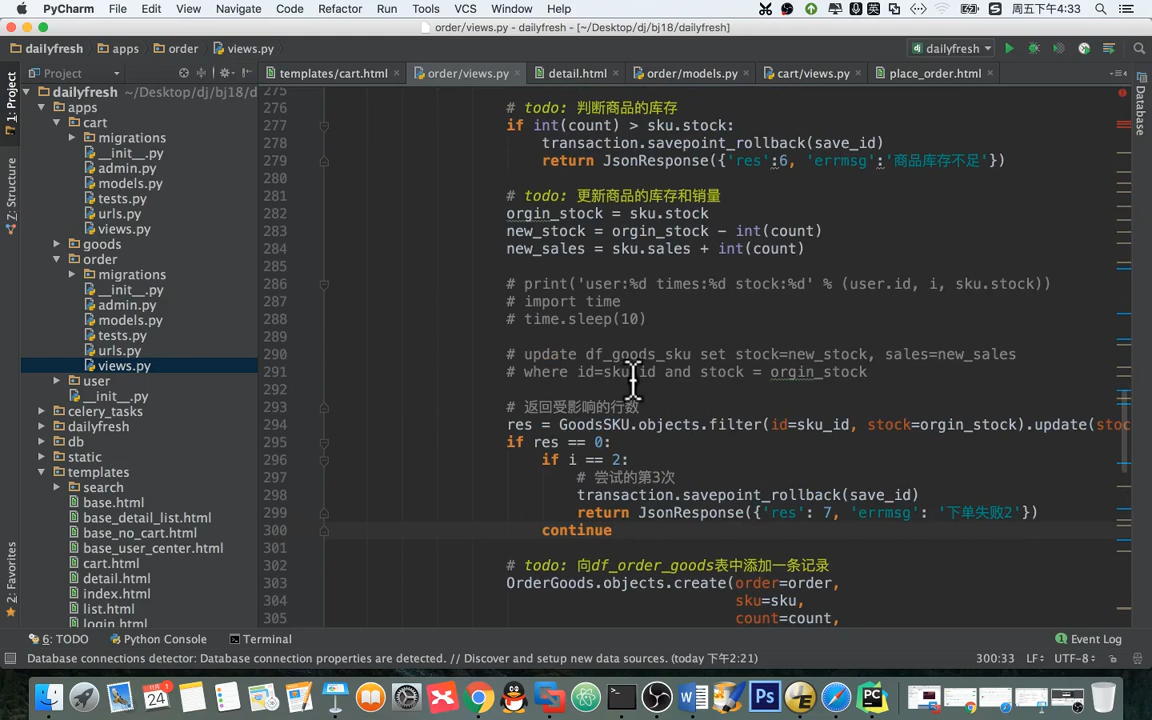 PyCharm File Edit View Navigate Code Refactor Run Tools VCS Window Help 周五下午4:33
order/views.py - dailyfresh - [~/Desktop/dj/bj18/dailyfresh]
dailyfresh apps order views.py dailyfresh
Project templates/cart.html order/views.py detail.html order/models.py cart/views.py place_order.html
1: Project
Z: Structure
2: Favorites
Database
dailyfresh ~/Desktop/dj/bj18/d
apps
cart
migrations
__init__.py
admin.py
models.py
tests.py
urls.py
views.py
goods
order
migrations
__init__.py
admin.py
models.py
tests.py
urls.py
views.py
user
__init__.py
celery_tasks
dailyfresh
db
static
templates
search
base.html
base_detail_list.html
base_no_cart.html
base_user_center.html
cart.html
detail.html
index.html
list.html
login.html
275
276 # todo: 判断商品的库存
277 if int(count) > sku.stock:
278 transaction.savepoint_rollback(save_id)
279 return JsonResponse({'res':6, 'errmsg':'商品库存不足'})
280
281 # todo: 更新商品的库存和销量
282 orgin_stock = sku.stock
283 new_stock = orgin_stock - int(count)
284 new_sales = sku.sales + int(count)
285
286 # print('user:%d times:%d stock:%d' % (user.id, i, sku.stock))
287 # import time
288 # time.sleep(10)
289
290 # update df_goods_sku set stock=new_stock, sales=new_sales
291 # where id=sku_id and stock = orgin_stock
292
293 # 返回受影响的行数
294 res = GoodsSKU.objects.filter(id=sku_id, stock=orgin_stock).update(stoc
295 if res == 0:
296 if i == 2:
297 # 尝试的第3次
298 transaction.savepoint_rollback(save_id)
299 return JsonResponse({'res': 7, 'errmsg': '下单失败2'})
300 continue
301
302 # todo: 向df_order_goods表中添加一条记录
303 OrderGoods.objects.create(order=order,
304 sku=sku,
305 count=count,
6: TODO Python Console Terminal 1 Event Log
Database connections detector: Database connection properties are detected. // Discover and setup new data sources. (today 下午2:21) 300:33 LF UTF-8